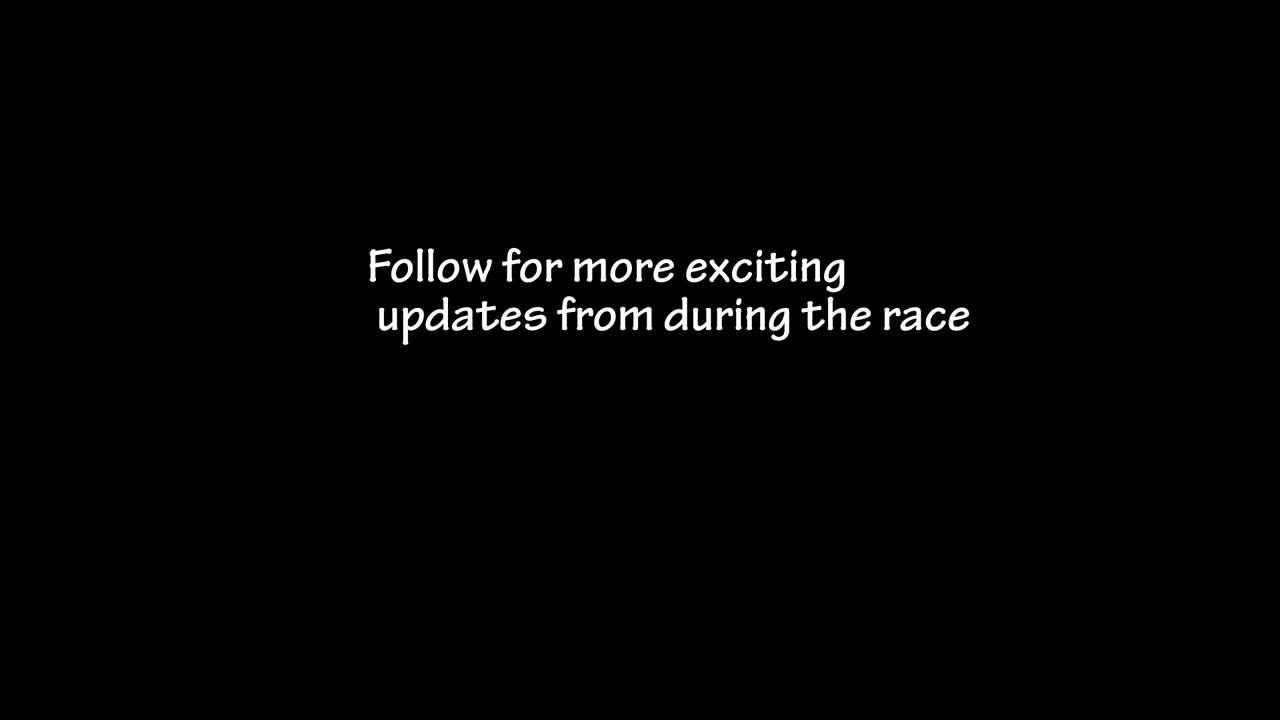 Follow for more exciting
updates from during the race